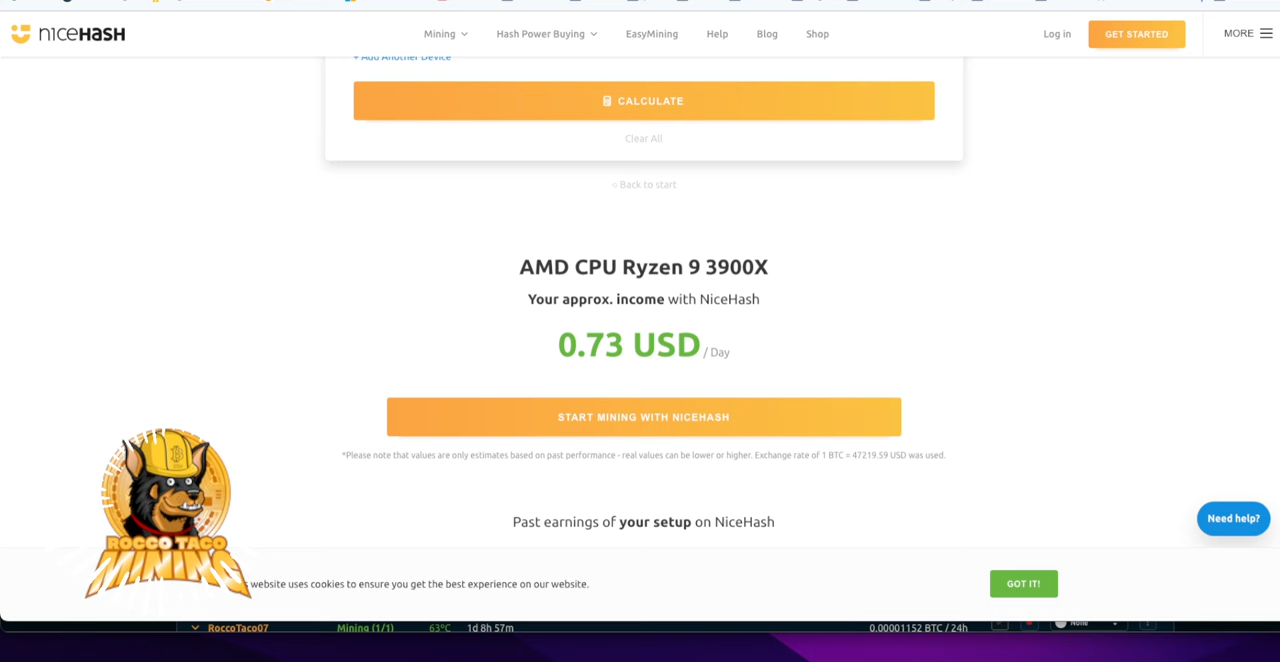 nıceHASH
Mining
Hash Power Buying
EasyMining
Help
Blog
Shop
Log in
GET STARTED
MORE
+ Add Another Device
CALCULATE
Clear All
Back to start
AMD CPU Ryzen 9 3900X
Your approx. income with NiceHash
0.73 USD / Day
START MINING WITH NICEHASH
*Please note that values are only estimates based on past performance - real values can be lower or higher. Exchange rate of 1 BTC = 47219.59 USD was used.
Past earnings of your setup on NiceHash
Need help?
ROCCO TACO
MINING
website uses cookies to ensure you get the best experience on our website.
GOT IT!
RoccoTaco07
Mining (1/1)
63°C
1d 8h 57m
0.00001152 BTC / 24h
None